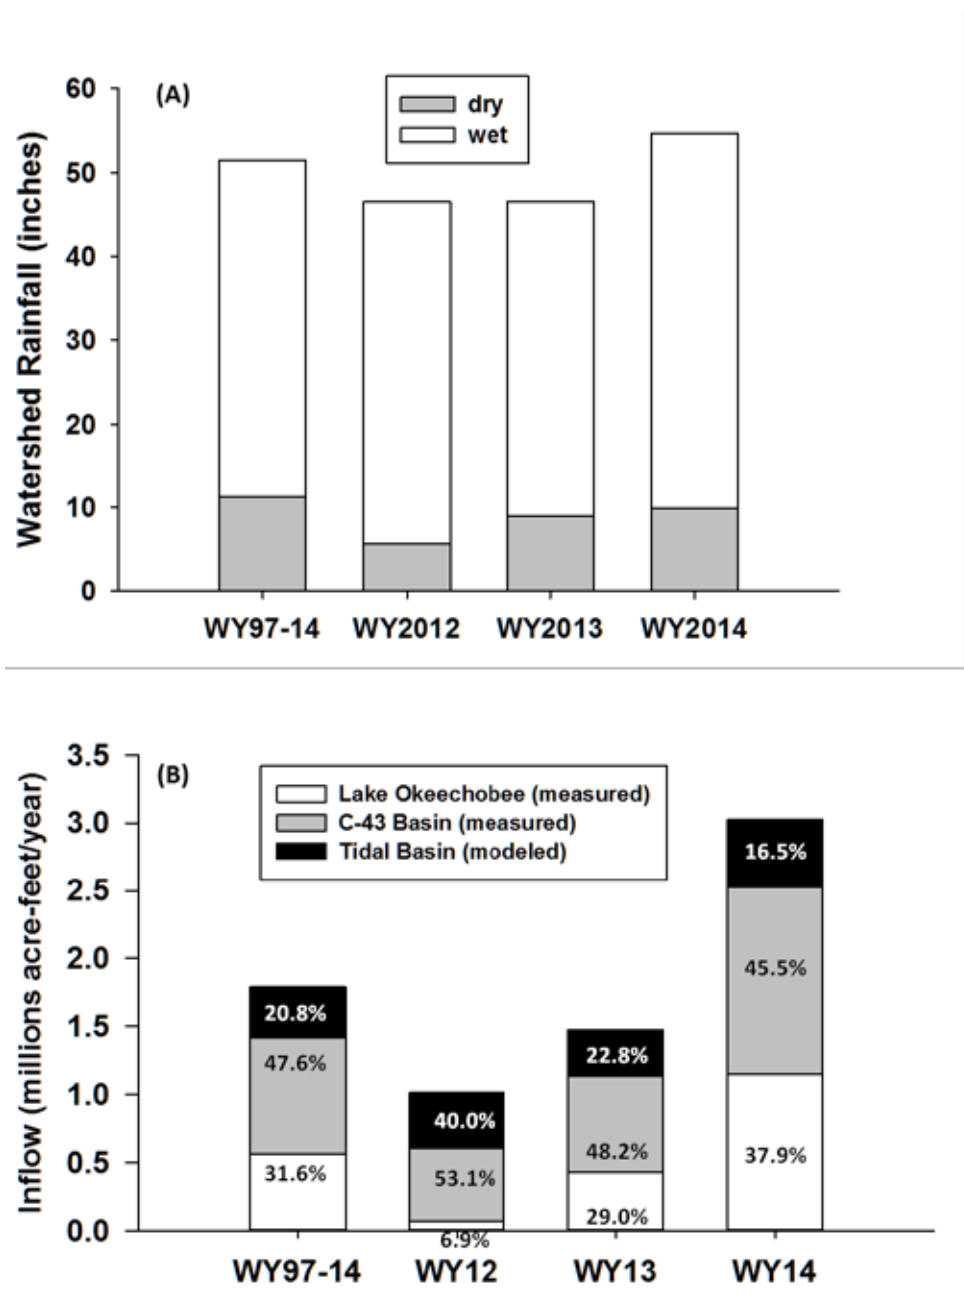 (A)
dry
wet
60
50
40
30
20
10
0
Watershed Rainfall (inches)
WY97-14 WY2012 WY2013 WY2014
(B)
Lake Okeechobee (measured)
C-43 Basin (measured)
Tidal Basin (modeled)
3.5
3.0
2.5
2.0
1.5
1.0
0.5
0.0
Inflow (millions acre-feet/year)
20.8%
47.6%
31.6%
40.0%
53.1%
6.9%
22.8%
48.2%
29.0%
16.5%
45.5%
37.9%
WY97-14 WY12 WY13 WY14